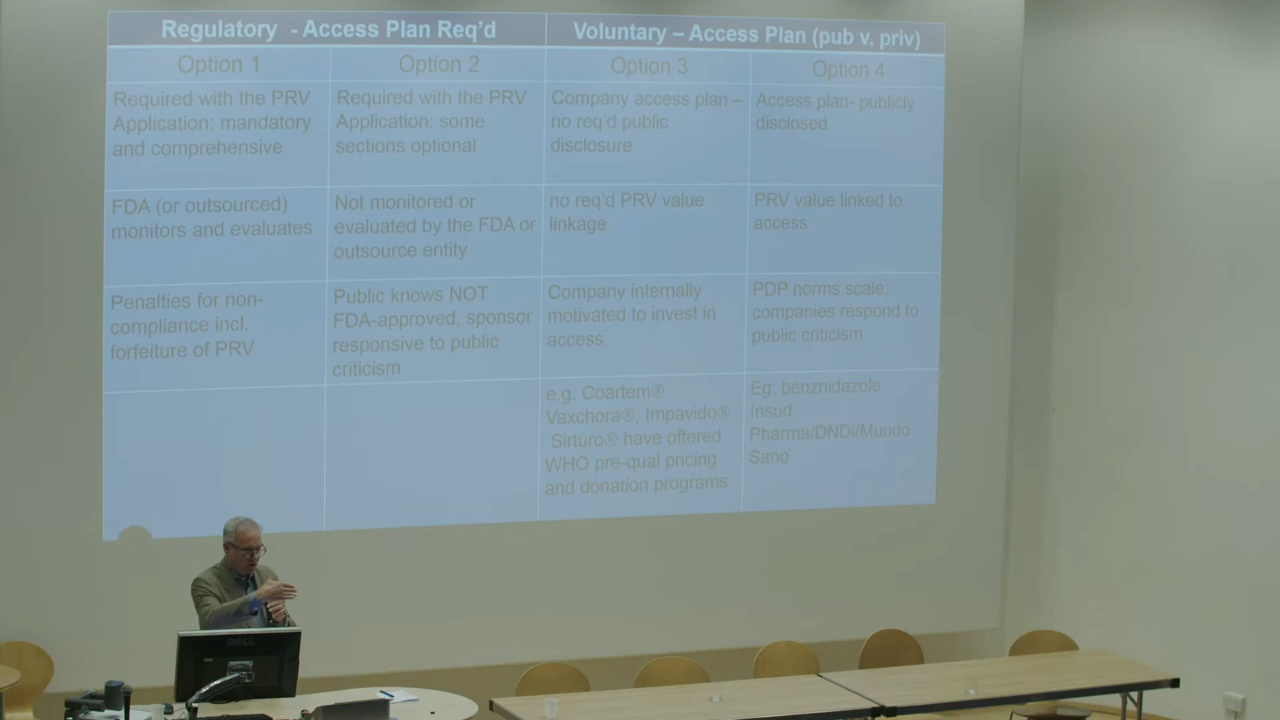 Regulatory - Access Plan Req'd
Voluntary – Access Plan (pub v. priv)
Option 1
Option 2
Option 3
Option 4
Required with the PRV
Application: mandatory
and comprehensive
Required with the PRV
Application: some
sections optional
Company access plan –
no req'd public
disclosure
Access plan- publicly
disclosed
FDA (or outsourced)
monitors and evaluates
Not monitored or
evaluated by the FDA or
outsource entity
no req'd PRV value
linkage
PRV value linked to
access
Penalties for non-
compliance incl.
forfeiture of PRV
Public knows NOT
FDA-approved; sponsor
responsive to public
criticism
Company internally
motivated to invest in
access
PDP norms scale;
companies respond to
public criticism
e.g. Coartem®
Vaxchora®, Impavido®
Sirturo® have offered
WHO pre-qual pricing
and donation programs
Eg: benznidazole
Insud
Pharma/DNDi/Mundo
Sano
DELL